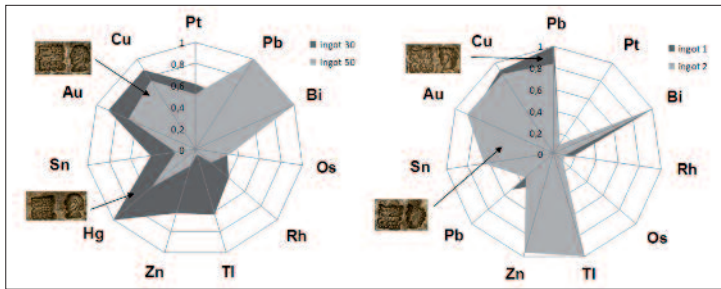 Pt
Cu
Pb
Au
Bi
Sn
Os
Hg
Rh
Zn
Tl
1
0,8
0,6
0,4
0,2
0
ingot 30
ingot 50
Pb
Cu
Pt
Au
Bi
Sn
Rh
Pb
Os
Zn
Tl
1
0,8
0,6
0,4
0,2
0
ingot 1
ingot 2